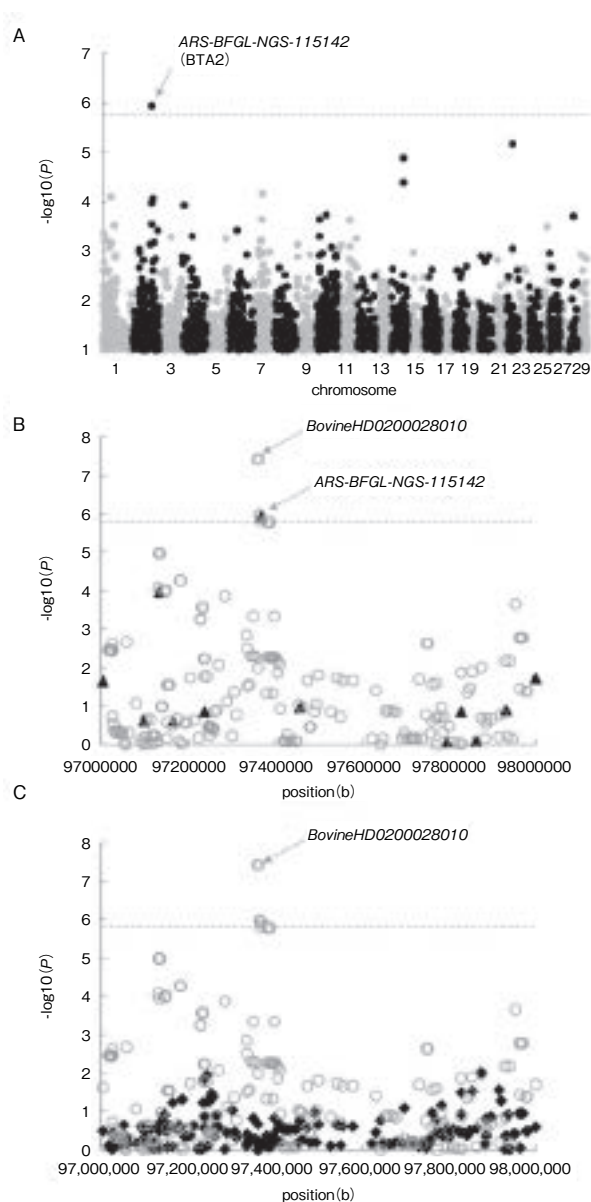 A
ARS-BFGL-NGS-115142
(BTA2)
7
6
5
4
3
2
1
-log10(P)
1 3 5 7 9 11 13 15 17 19 21 23 25 27 29
chromosome
B
BovineHD0200028010
ARS-BFGL-NGS-115142
8
7
6
5
4
3
2
1
0
-log10(P)
97000000 97200000 97400000 97600000 97800000 98000000
position(b)
C
BovineHD0200028010
8
7
6
5
4
3
2
1
0
-log10(P)
97,000,000 97,200,000 97,400,000 97,600,000 97,800,000 98,000,000
position(b)